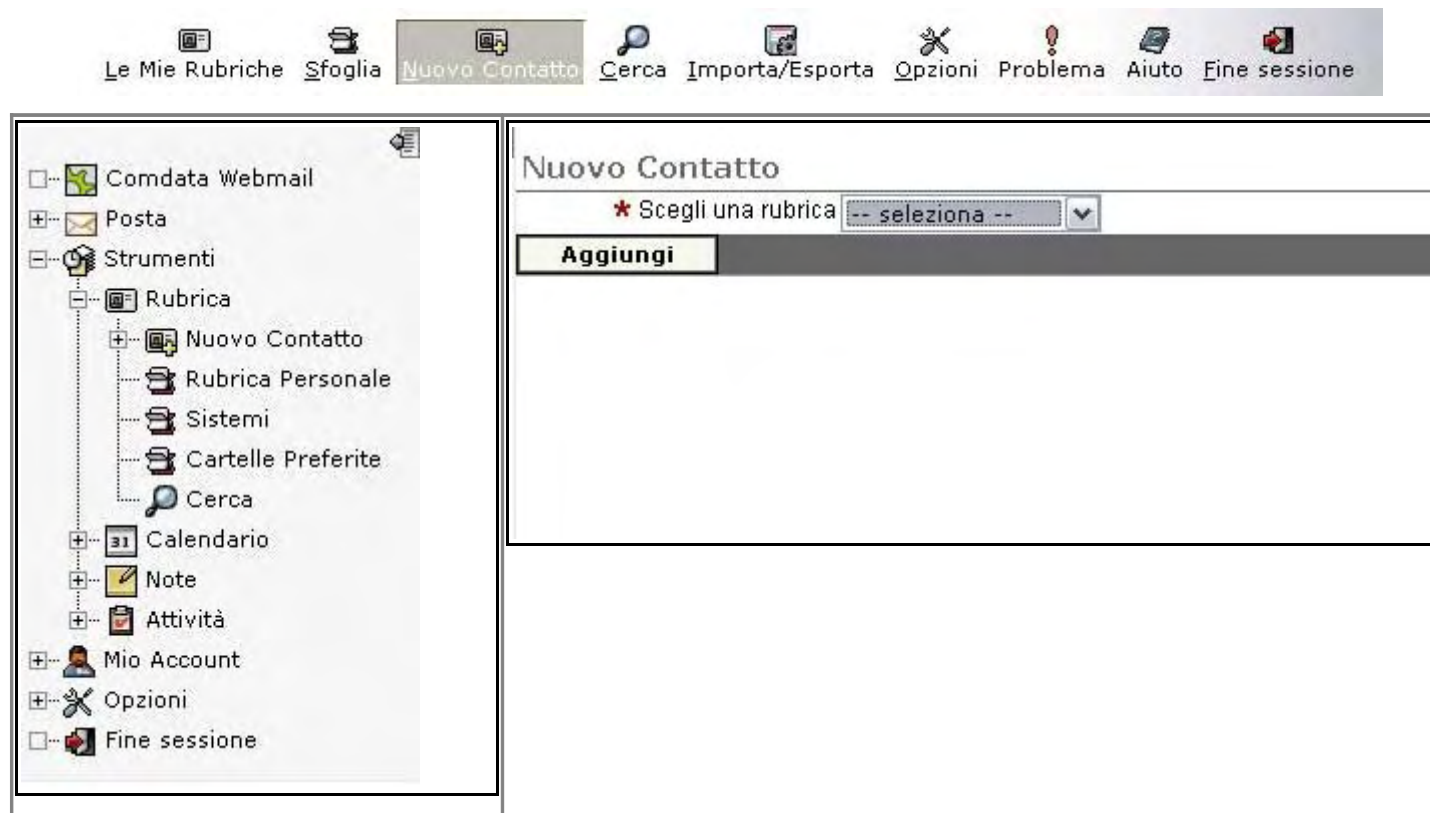 Le Mie Rubriche Sfoglia Nuovo Contatto Cerca Importa/Esporta Opzioni Problema Aiuto Fine sessione
Comdata Webmail
Posta
Strumenti
Rubrica
Nuovo Contatto
Rubrica Personale
Sistemi
Cartelle Preferite
Cerca
31 Calendario
Note
Attività
Mio Account
Opzioni
Fine sessione
Nuovo Contatto
* Scegli una rubrica -- seleziona --
Aggiungi